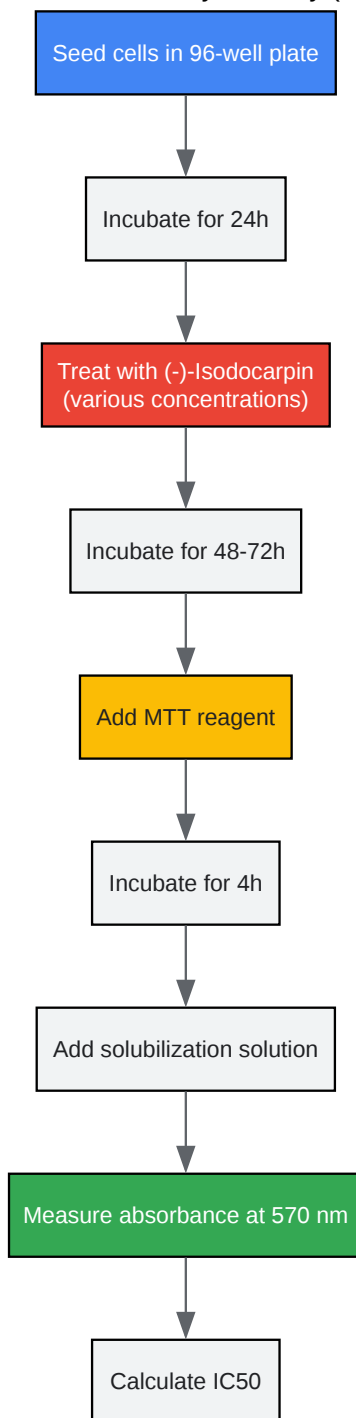 Seed cells in 96-well plate
Incubate for 24h
Treat with (-)-Isodocarpin
(various concentrations)
Incubate for 48-72h
Add MTT reagent
Incubate for 4h
Add solubilization solution
Measure absorbance at 570 nm
Calculate IC50